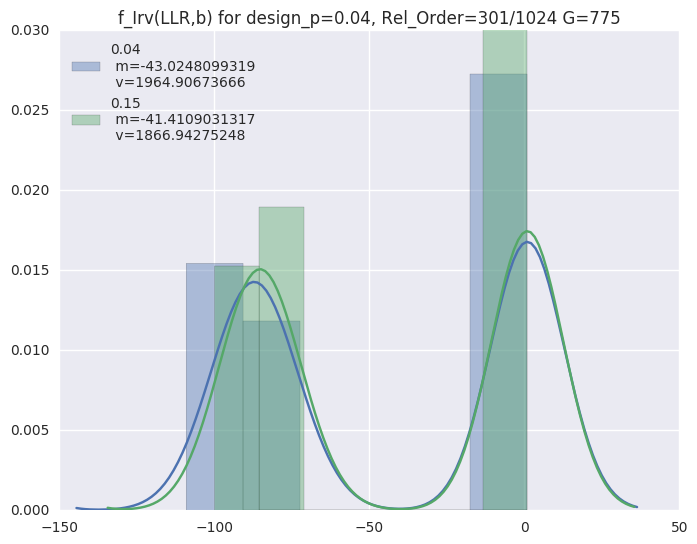 f_Irv(LLR,b) for design_p=0.04, Rel_Order=301/1024 G=775
0.030
0.025
0.020
0.015
0.010
0.005
0.000
0.04
m=-43.0248099319
v=1964.90673666
0.15
m=-41.4109031317
v=1866.94275248
−150
−100
−50
0
50